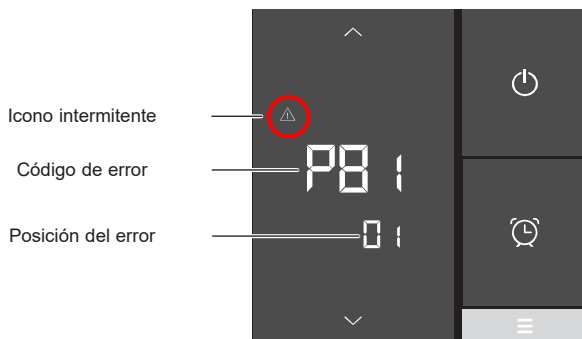 Icono intermitente
Código de error
P81
Posición del error
01